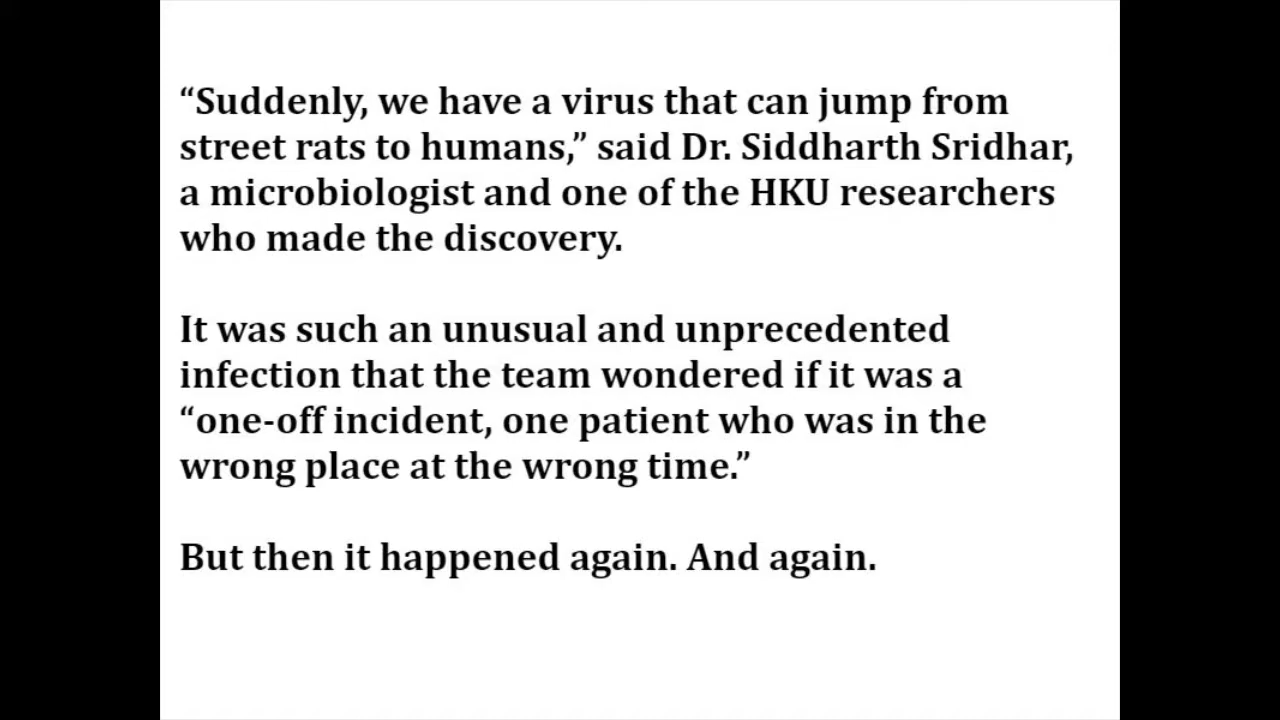 “Suddenly, we have a virus that can jump from
street rats to humans,” said Dr. Siddharth Sridhar,
a microbiologist and one of the HKU researchers
who made the discovery.
It was such an unusual and unprecedented
infection that the team wondered if it was a
“one-off incident, one patient who was in the
wrong place at the wrong time.”
But then it happened again. And again.